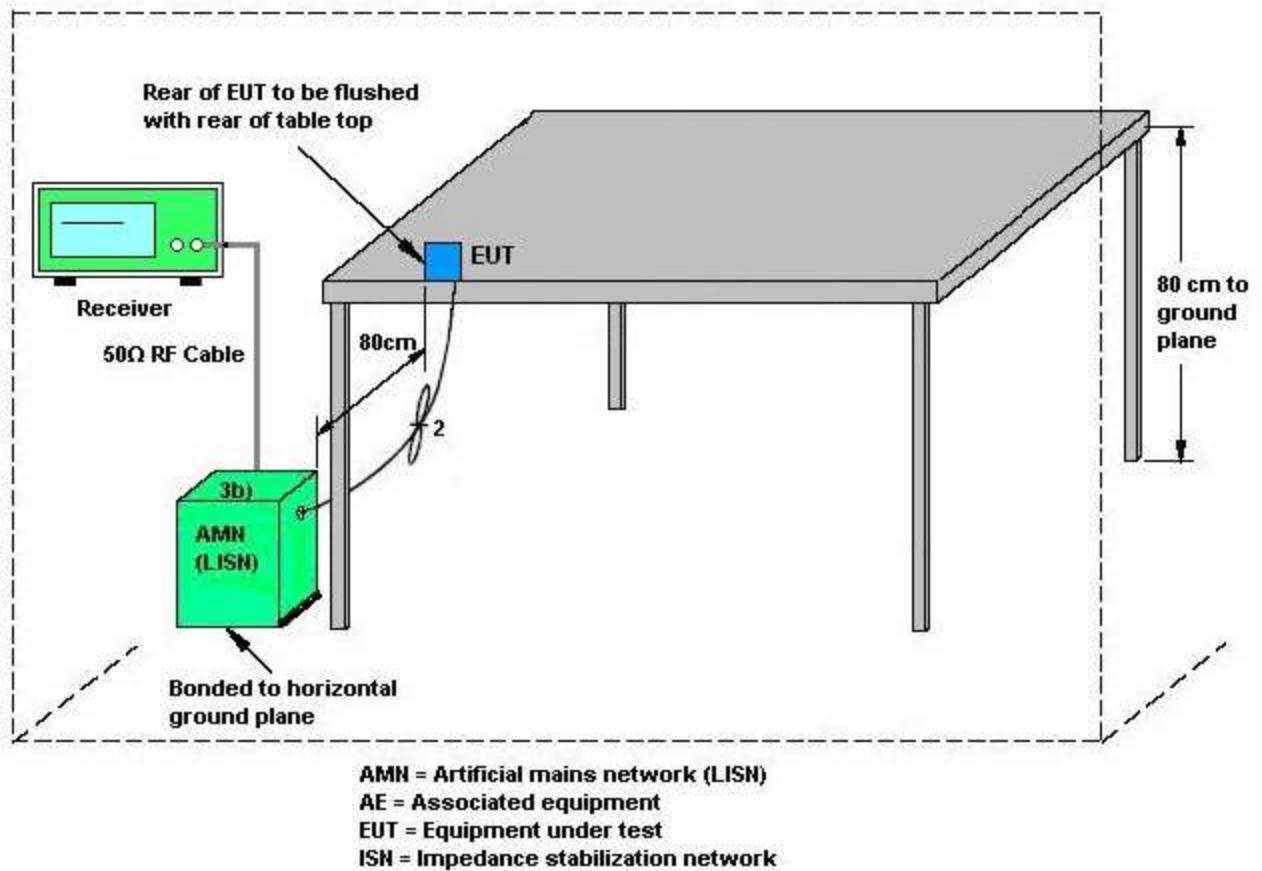 Rear of EUT to be flushed
with rear of table top
EUT
Receiver
50Ω RF Cable
80cm
80 cm to
ground
plane
2
3b)
AMN
(LISN)
Bonded to horizontal
ground plane
AMN = Artificial mains network (LISN)
AE = Associated equipment
EUT = Equipment under test
ISN = Impedance stabilization network